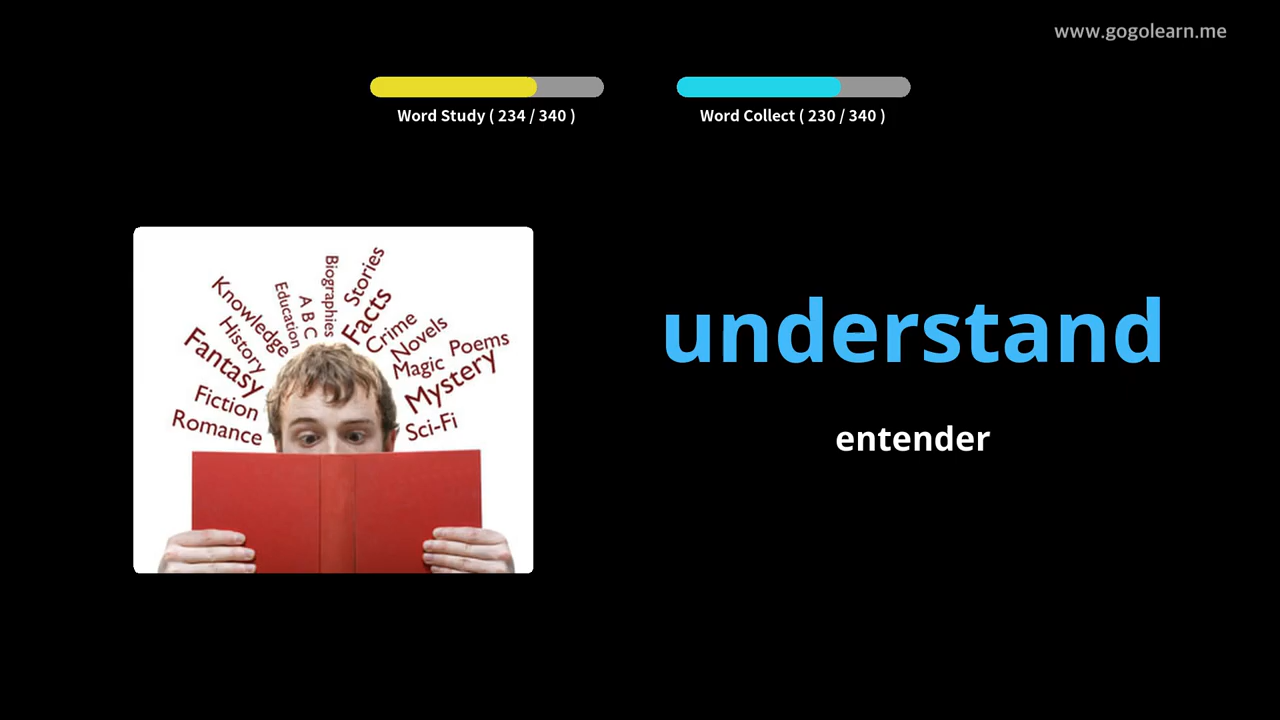 www.gogolearn.me
Word Study ( 234 / 340 )
Word Collect ( 230 / 340 )
Knowledge
Education
A B C
Biographies
Stories
Facts
Crime
Novels
Poems
History
Fantasy
Magic
Mystery
Fiction
Romance
Sci-Fi
understand
entender